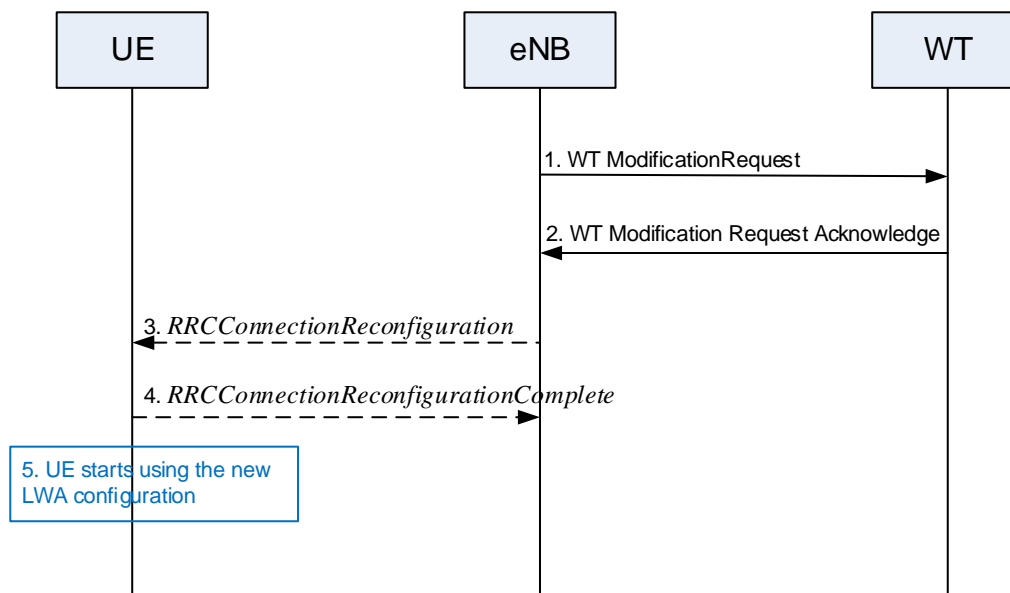 UE
eNB
WT
1. WT ModificationRequest
2. WT Modification Request Acknowledge
3. RRCConnectionReconfiguration
4. RRCConnectionReconfigurationComplete
5. UE starts using the new
LWA configuration